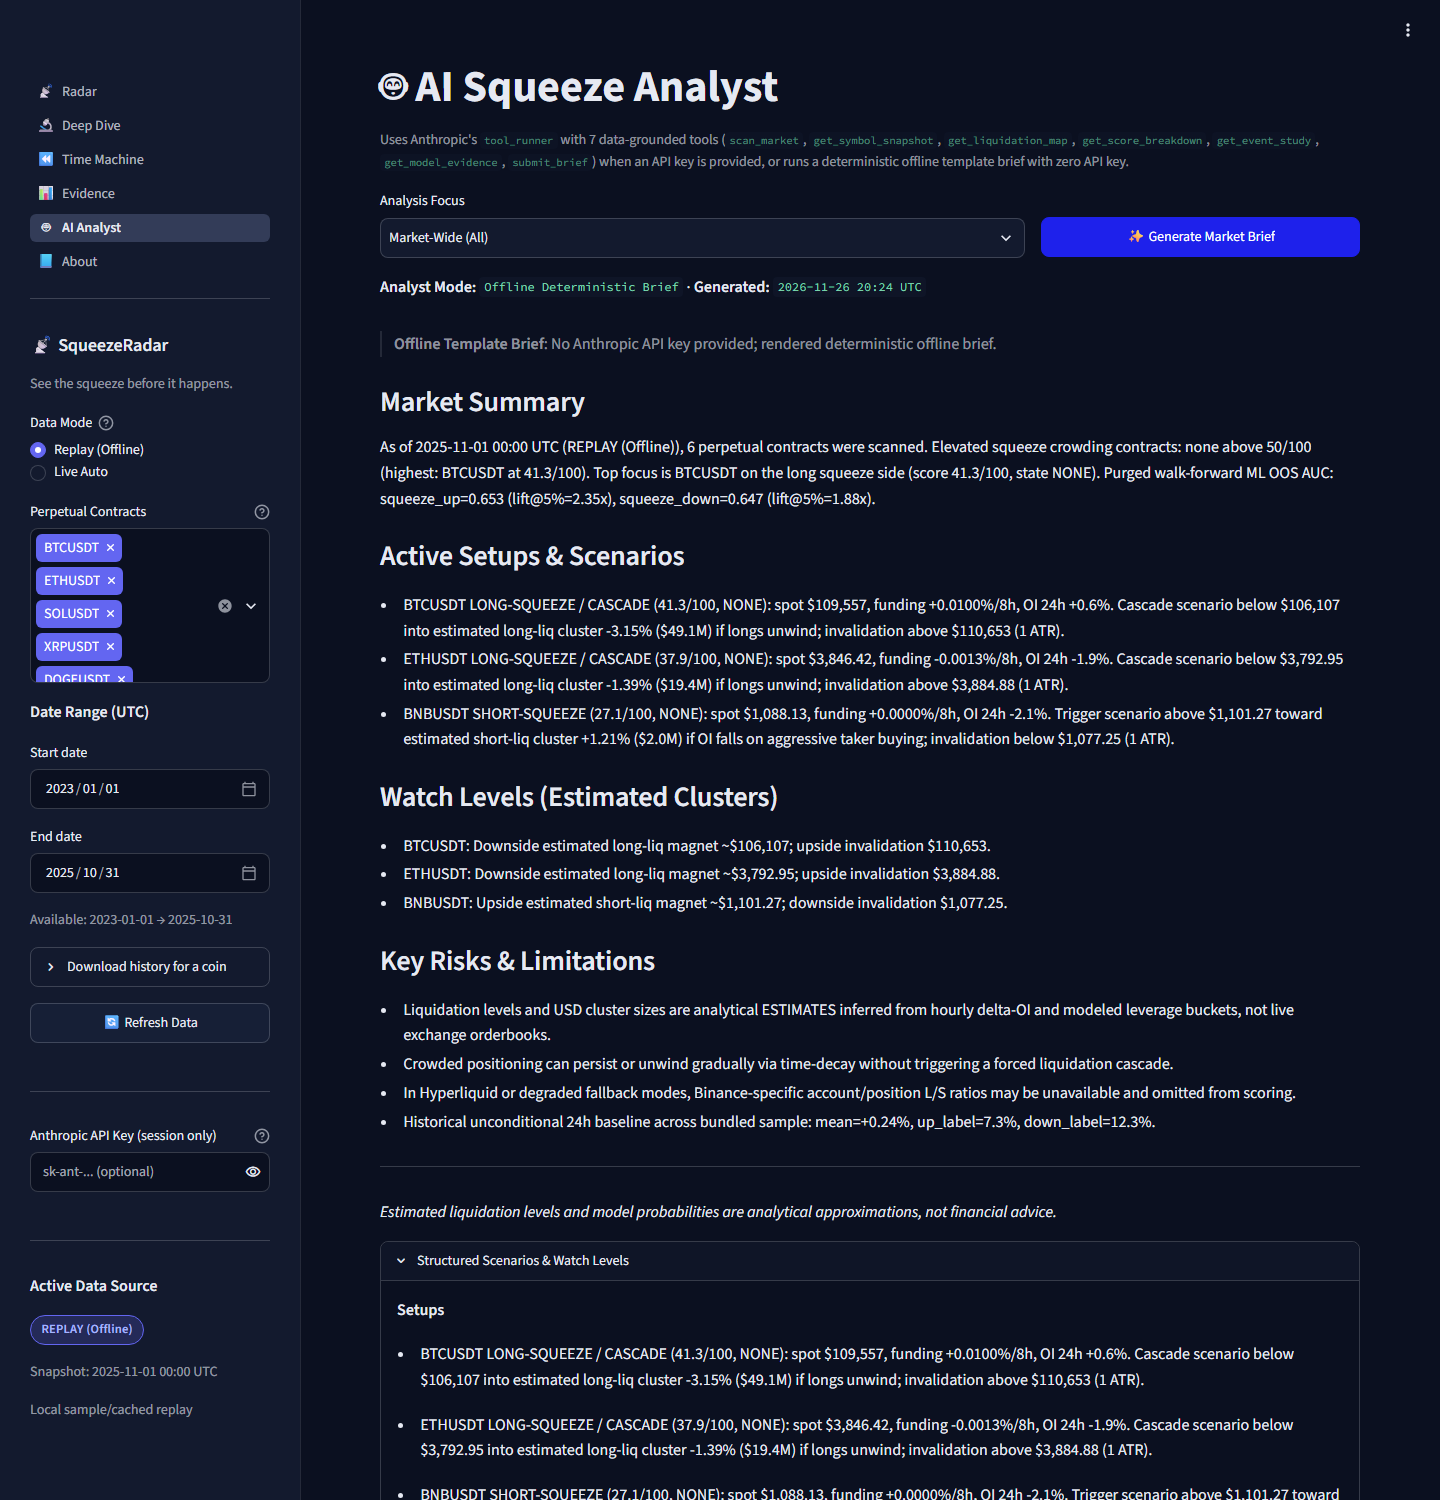 Radar
Deep Dive
Time Machine
Evidence
AI Analyst
About
SqueezeRadar
See the squeeze before it happens.
Data Mode
Replay (Offline)
Live Auto
Perpetual Contracts
BTCUSDT
ETHUSDT
SOLUSDT
XRPUSDT
DOGEUSDT
Date Range (UTC)
Start date
2023/01/01
End date
2025/10/31
Available: 2023-01-01 → 2025-10-31
Download history for a coin
Refresh Data
Anthropic API Key (session only)
sk-ant-... (optional)
Active Data Source
REPLAY (Offline)
Snapshot: 2025-11-01 00:00 UTC
Local sample/cached replay
AI Squeeze Analyst
Uses Anthropic's tool_runner with 7 data-grounded tools ( scan_market , get_symbol_snapshot , get_liquidation_map , get_score_breakdown , get_event_study ,
get_model_evidence , submit_brief ) when an API key is provided, or runs a deterministic offline template brief with zero API key.
Analysis Focus
Market-Wide (All)
✨ Generate Market Brief
Analyst Mode: Offline Deterministic Brief · Generated: 2026-11-26 20:24 UTC
Offline Template Brief: No Anthropic API key provided; rendered deterministic offline brief.
Market Summary
As of 2025-11-01 00:00 UTC (REPLAY (Offline)), 6 perpetual contracts were scanned. Elevated squeeze crowding contracts: none above 50/100
(highest: BTCUSDT at 41.3/100). Top focus is BTCUSDT on the long squeeze side (score 41.3/100, state NONE). Purged walk-forward ML OOS AUC:
squeeze_up=0.653 (lift@5%=2.35x), squeeze_down=0.647 (lift@5%=1.88x).
Active Setups & Scenarios
• BTCUSDT LONG-SQUEEZE / CASCADE (41.3/100, NONE): spot $109,557, funding +0.0100%/8h, OI 24h +0.6%. Cascade scenario below $106,107
into estimated long-liq cluster -3.15% ($49.1M) if longs unwind; invalidation above $110,653 (1 ATR).
• ETHUSDT LONG-SQUEEZE / CASCADE (37.9/100, NONE): spot $3,846.42, funding -0.0013%/8h, OI 24h -1.9%. Cascade scenario below $3,792.95
into estimated long-liq cluster -1.39% ($19.4M) if longs unwind; invalidation above $3,884.88 (1 ATR).
• BNBUSDT SHORT-SQUEEZE (27.1/100, NONE): spot $1,088.13, funding +0.0000%/8h, OI 24h -2.1%. Trigger scenario above $1,101.27 toward
estimated short-liq cluster +1.21% ($2.0M) if OI falls on aggressive taker buying; invalidation below $1,077.25 (1 ATR).
Watch Levels (Estimated Clusters)
• BTCUSDT: Downside estimated long-liq magnet ~$106,107; upside invalidation $110,653.
• ETHUSDT: Downside estimated long-liq magnet ~$3,792.95; upside invalidation $3,884.88.
• BNBUSDT: Upside estimated short-liq magnet ~$1,101.27; downside invalidation $1,077.25.
Key Risks & Limitations
• Liquidation levels and USD cluster sizes are analytical ESTIMATES inferred from hourly delta-OI and modeled leverage buckets, not live
exchange orderbooks.
• Crowded positioning can persist or unwind gradually via time-decay without triggering a forced liquidation cascade.
• In Hyperliquid or degraded fallback modes, Binance-specific account/position L/S ratios may be unavailable and omitted from scoring.
• Historical unconditional 24h baseline across bundled sample: mean=+0.24%, up_label=7.3%, down_label=12.3%.
Estimated liquidation levels and model probabilities are analytical approximations, not financial advice.
Structured Scenarios & Watch Levels
Setups
• BTCUSDT LONG-SQUEEZE / CASCADE (41.3/100, NONE): spot $109,557, funding +0.0100%/8h, OI 24h +0.6%. Cascade scenario below
$106,107 into estimated long-liq cluster -3.15% ($49.1M) if longs unwind; invalidation above $110,653 (1 ATR).
• ETHUSDT LONG-SQUEEZE / CASCADE (37.9/100, NONE): spot $3,846.42, funding -0.0013%/8h, OI 24h -1.9%. Cascade scenario below
$3,792.95 into estimated long-liq cluster -1.39% ($19.4M) if longs unwind; invalidation above $3,884.88 (1 ATR).
• BNBUSDT SHORT-SQUEEZE (27.1/100, NONE): spot $1,088.13, funding +0.0000%/8h, OI 24h -2.1%. Trigger scenario above $1,101.27 toward